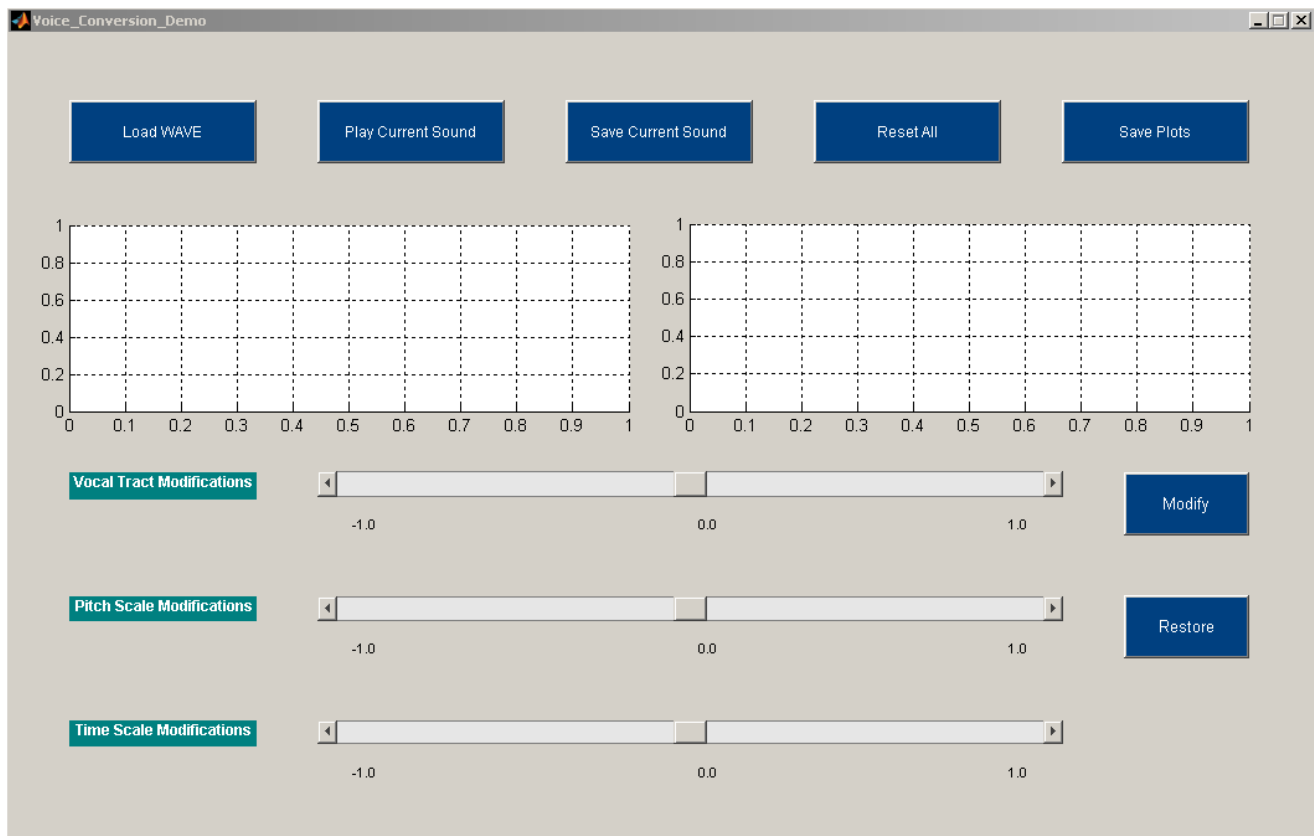 Voice_Conversion_Demo
Load WAVE
Play Current Sound
Save Current Sound
Reset All
Save Plots
1
0.8
0.6
0.4
0.2
0
0 0.1 0.2 0.3 0.4 0.5 0.6 0.7 0.8 0.9 1
1
0.8
0.6
0.4
0.2
0
0 0.1 0.2 0.3 0.4 0.5 0.6 0.7 0.8 0.9 1
Vocal Tract Modifications
-1.0 0.0 1.0
Modify
Pitch Scale Modifications
-1.0 0.0 1.0
Restore
Time Scale Modifications
-1.0 0.0 1.0